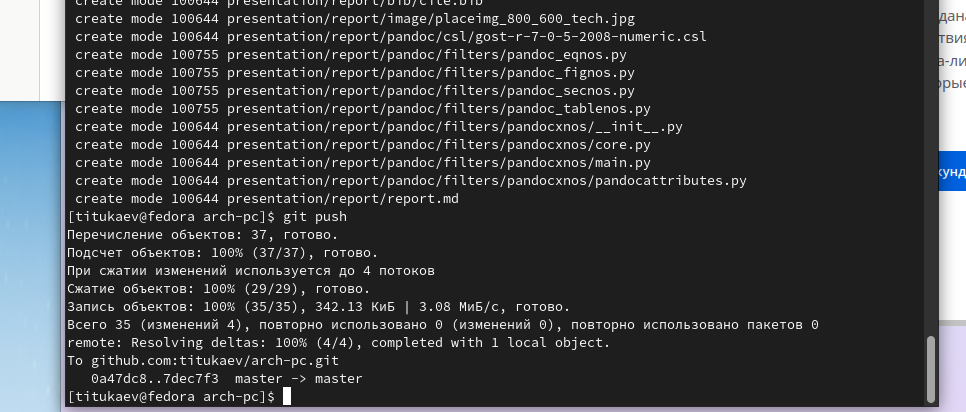 create mode 100644 presentation/report/bib/cite.bib
create mode 100644 presentation/report/image/placeimg_800_600_tech.jpg
create mode 100644 presentation/report/pandoc/csl/gost-r-7-0-5-2008-numeric.csl
create mode 100755 presentation/report/pandoc/filters/pandoc_eqnos.py
create mode 100755 presentation/report/pandoc/filters/pandoc_fignos.py
create mode 100755 presentation/report/pandoc/filters/pandoc_secnos.py
create mode 100755 presentation/report/pandoc/filters/pandoc_tablenos.py
create mode 100644 presentation/report/pandoc/filters/pandocxnos/__init__.py
create mode 100644 presentation/report/pandoc/filters/pandocxnos/core.py
create mode 100644 presentation/report/pandoc/filters/pandocxnos/main.py
create mode 100644 presentation/report/pandoc/filters/pandocxnos/pandocattributes.py
create mode 100644 presentation/report/report.md
[titukaev@fedora arch-pc]$ git push
Перечисление объектов: 37, готово.
Подсчет объектов: 100% (37/37), готово.
При сжатии изменений используется до 4 потоков
Сжатие объектов: 100% (29/29), готово.
Запись объектов: 100% (35/35), 342.13 КиБ | 3.08 МиБ/с, готово.
Всего 35 (изменений 4), повторно использовано 0 (изменений 0), повторно использовано пакетов 0
remote: Resolving deltas: 100% (4/4), completed with 1 local object.
To github.com:titukaev/arch-pc.git
0a47dc8..7dec7f3  master -> master
[titukaev@fedora arch-pc]$